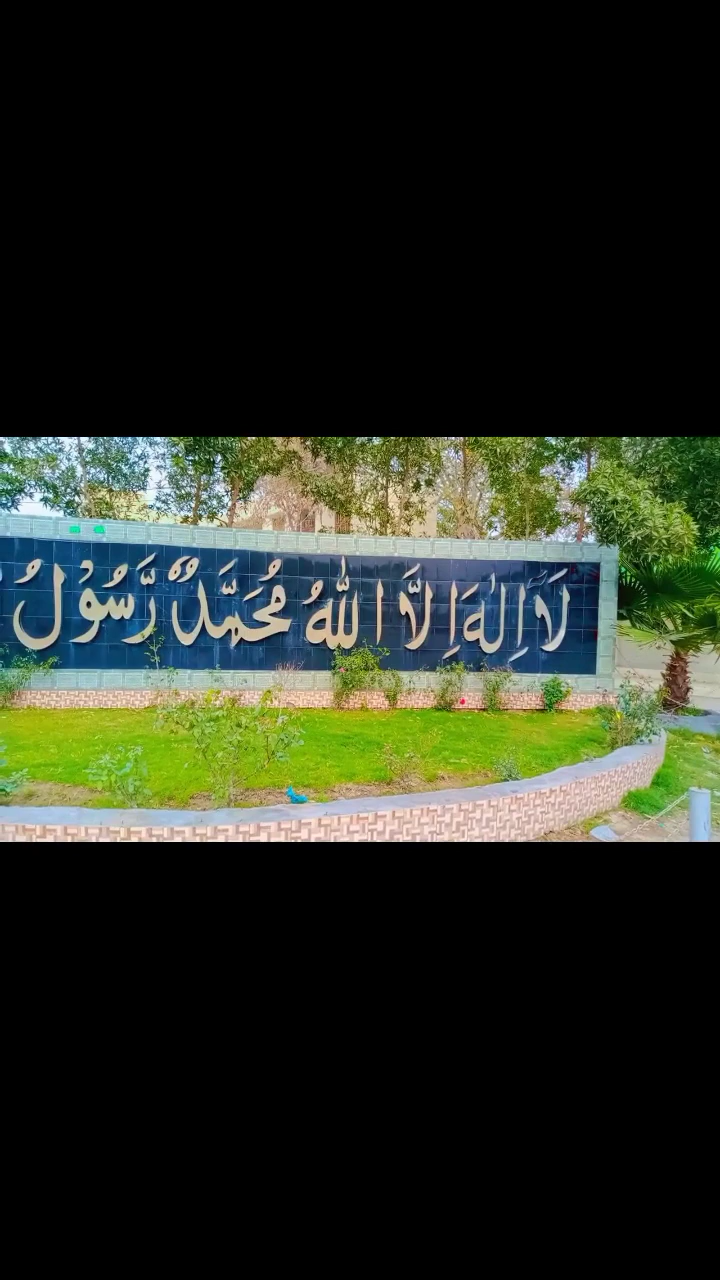 لَآ اِلٰهَ اِلَّا اللّٰهُ مُحَمَّدٌ رَّسُوْلُ